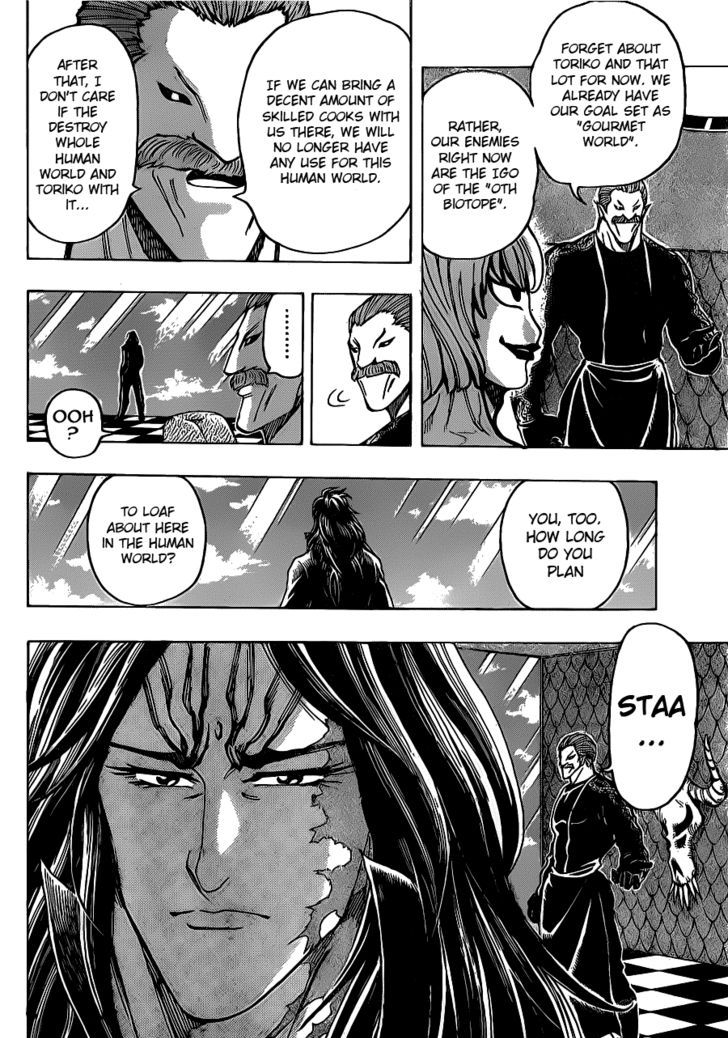 FORGET ABOUT
TORIKO AND THAT
LOT FOR NOW. WE
ALREADY HAVE
OUR GOAL SET AS
"GOURMET
WORLD".
RATHER,
OUR ENEMIES
RIGHT NOW
ARE THE IGO
OF THE "0TH
BIOTOPE".
IF WE CAN BRING A
DECENT AMOUNT OF
SKILLED COOKS WITH
US THERE, WE WILL
NO LONGER HAVE
ANY USE FOR THIS
HUMAN WORLD.
AFTER
THAT, I
DON'T CARE
IF THE
DESTROY
WHOLE
HUMAN
WORLD AND
TORIKO WITH
IT...
.........
OOH
?
YOU, TOO.
HOW LONG
DO YOU
PLAN
TO LOAF
ABOUT HERE
IN THE HUMAN
WORLD?
STAA
...